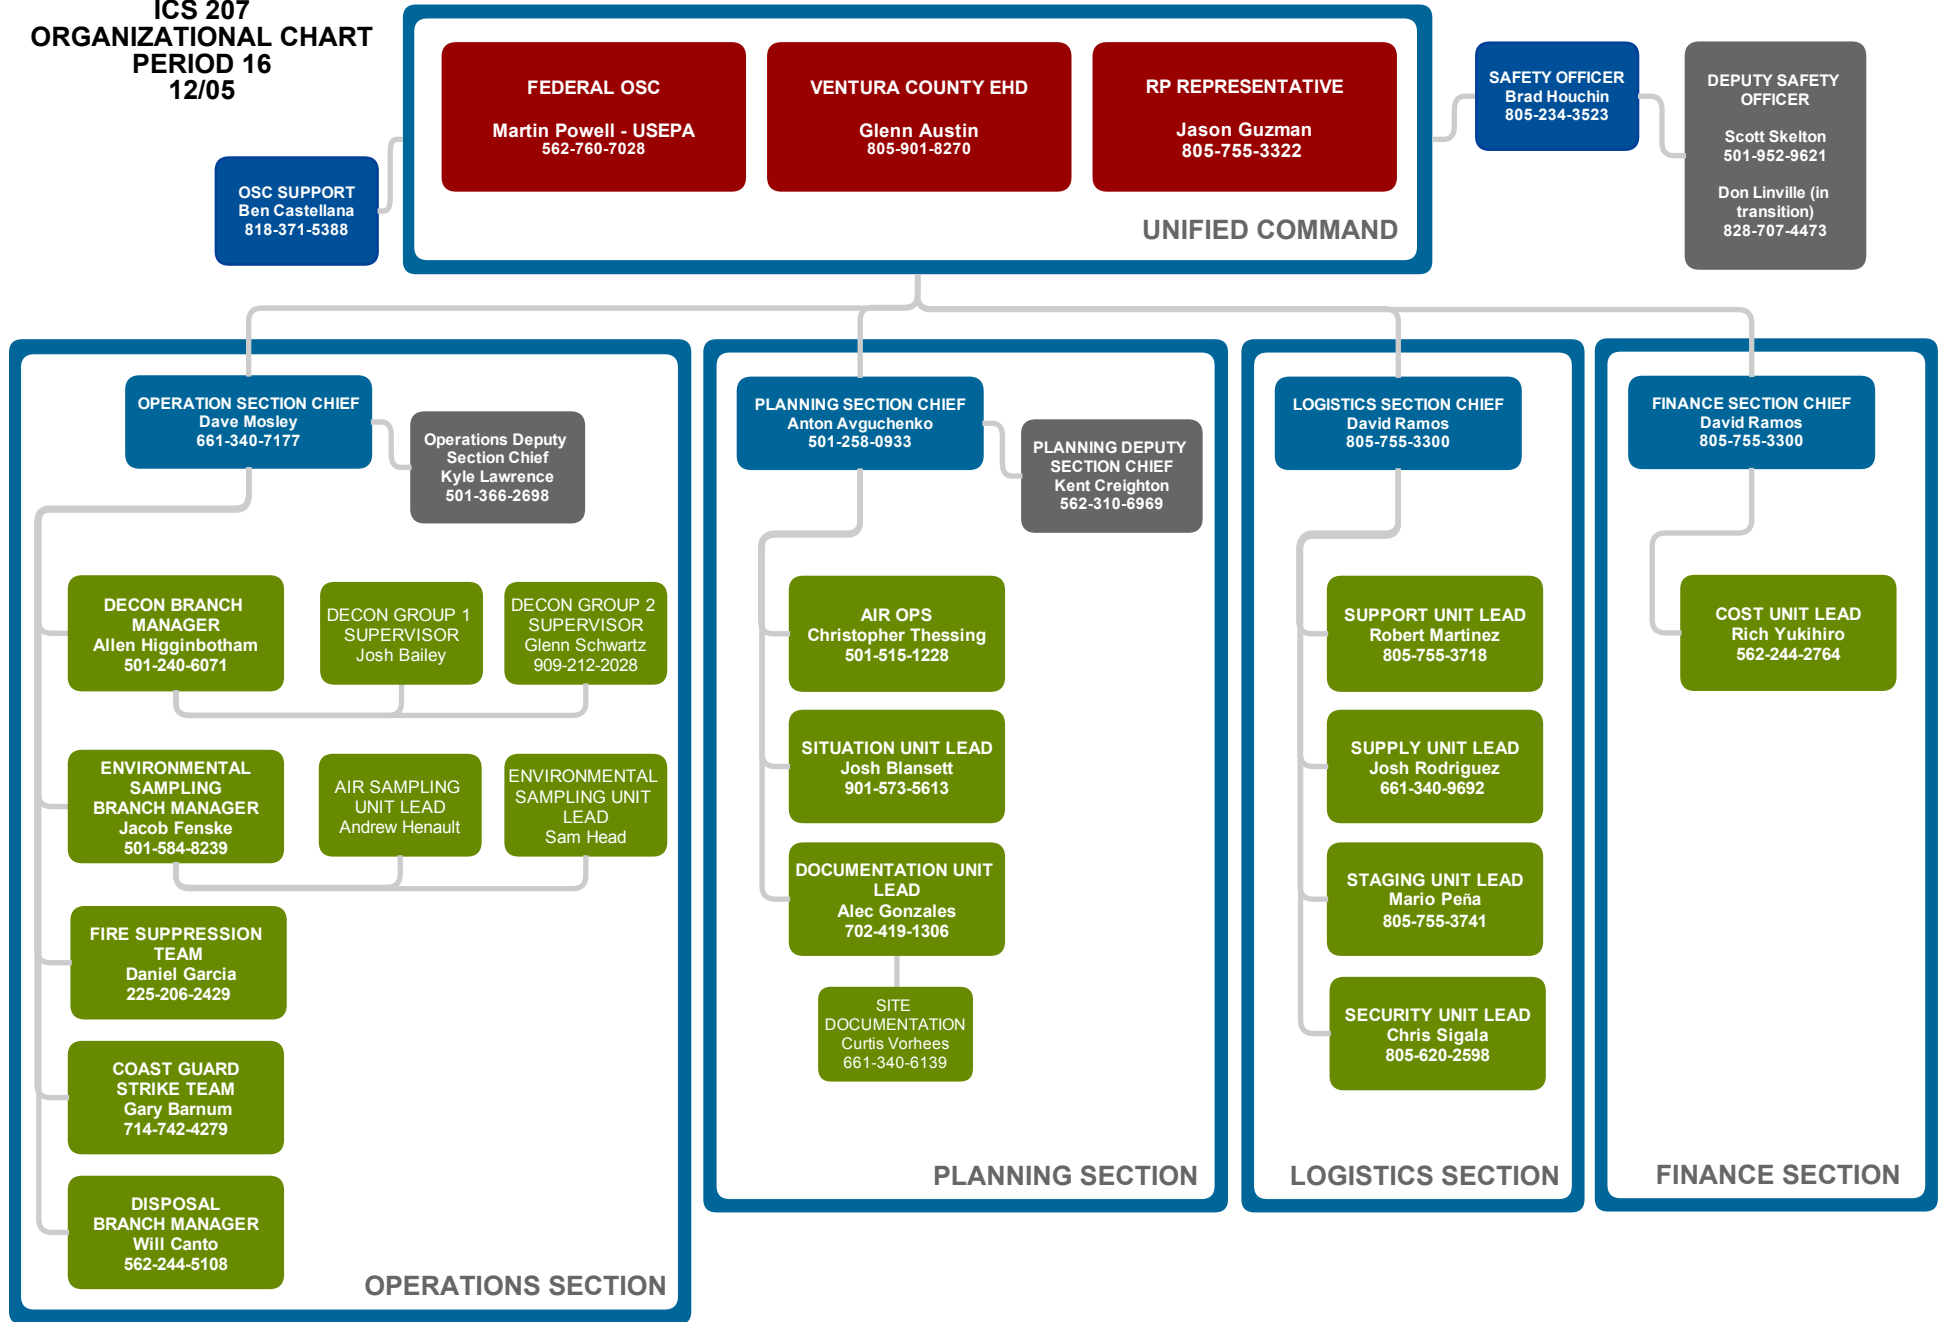 ICS 207
ORGANIZATIONAL CHART
PERIOD 16
12/05
FEDERAL OSC
Martin Powell - USEPA
562-760-7028
VENTURA COUNTY EHD
Glenn Austin
805-901-8270
RP REPRESENTATIVE
Jason Guzman
805-755-3322
UNIFIED COMMAND
OSC SUPPORT
Ben Castellana
818-371-5388
SAFETY OFFICER
Brad Houchin
805-234-3523
DEPUTY SAFETY
OFFICER
Scott Skelton
501-952-9621
Don Linville (in
transition)
828-707-4473
OPERATION SECTION CHIEF
Dave Mosley
661-340-7177
Operations Deputy
Section Chief
Kyle Lawrence
501-366-2698
DECON BRANCH
MANAGER
Allen Higginbotham
501-240-6071
DECON GROUP 1
SUPERVISOR
Josh Bailey
DECON GROUP 2
SUPERVISOR
Glenn Schwartz
909-212-2028
ENVIRONMENTAL
SAMPLING
BRANCH MANAGER
Jacob Fenske
501-584-8239
AIR SAMPLING
UNIT LEAD
Andrew Henault
ENVIRONMENTAL
SAMPLING UNIT
LEAD
Sam Head
FIRE SUPPRESSION
TEAM
Daniel Garcia
225-206-2429
COAST GUARD
STRIKE TEAM
Gary Barnum
714-742-4279
DISPOSAL
BRANCH MANAGER
Will Canto
562-244-5108
OPERATIONS SECTION
PLANNING SECTION CHIEF
Anton Avguchenko
501-258-0933
PLANNING DEPUTY
SECTION CHIEF
Kent Creighton
562-310-6969
AIR OPS
Christopher Thessing
501-515-1228
SITUATION UNIT LEAD
Josh Blansett
901-573-5613
DOCUMENTATION UNIT
LEAD
Alec Gonzales
702-419-1306
SITE
DOCUMENTATION
Curtis Vorhees
661-340-6139
PLANNING SECTION
LOGISTICS SECTION CHIEF
David Ramos
805-755-3300
SUPPORT UNIT LEAD
Robert Martinez
805-755-3718
SUPPLY UNIT LEAD
Josh Rodriguez
661-340-9692
STAGING UNIT LEAD
Mario Peña
805-755-3741
SECURITY UNIT LEAD
Chris Sigala
805-620-2598
LOGISTICS SECTION
FINANCE SECTION CHIEF
David Ramos
805-755-3300
COST UNIT LEAD
Rich Yukihiro
562-244-2764
FINANCE SECTION